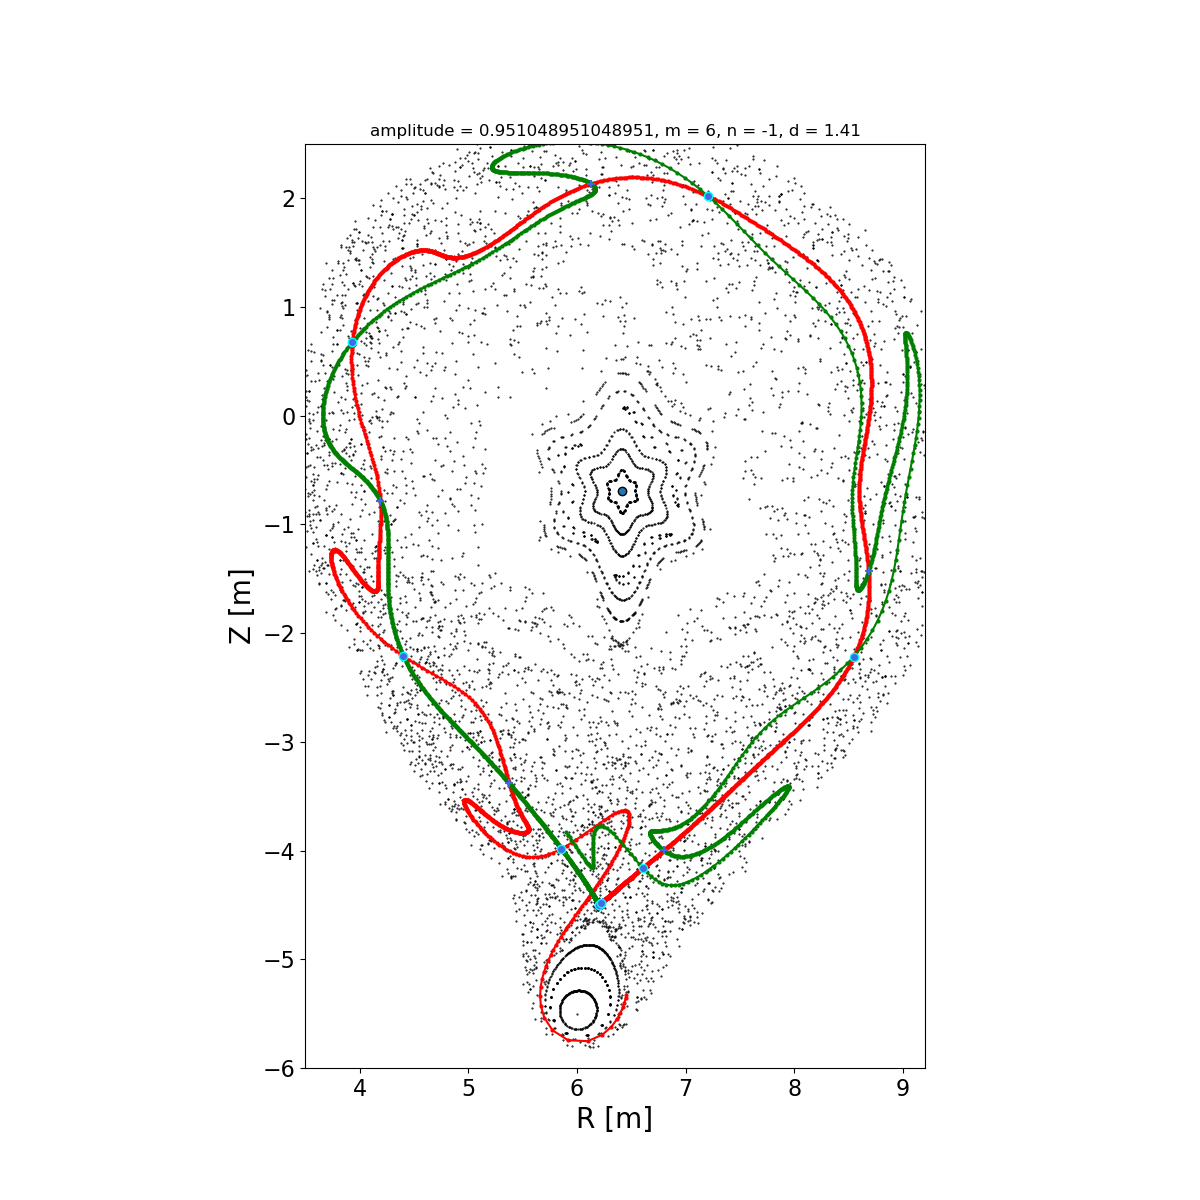 amplitude = 0.951048951048951, m = 6, n = -1, d = 1.41
2
1
0
−1
−2
−3
−4
−5
−6
Z [m]
4 5 6 7 8 9
R [m]